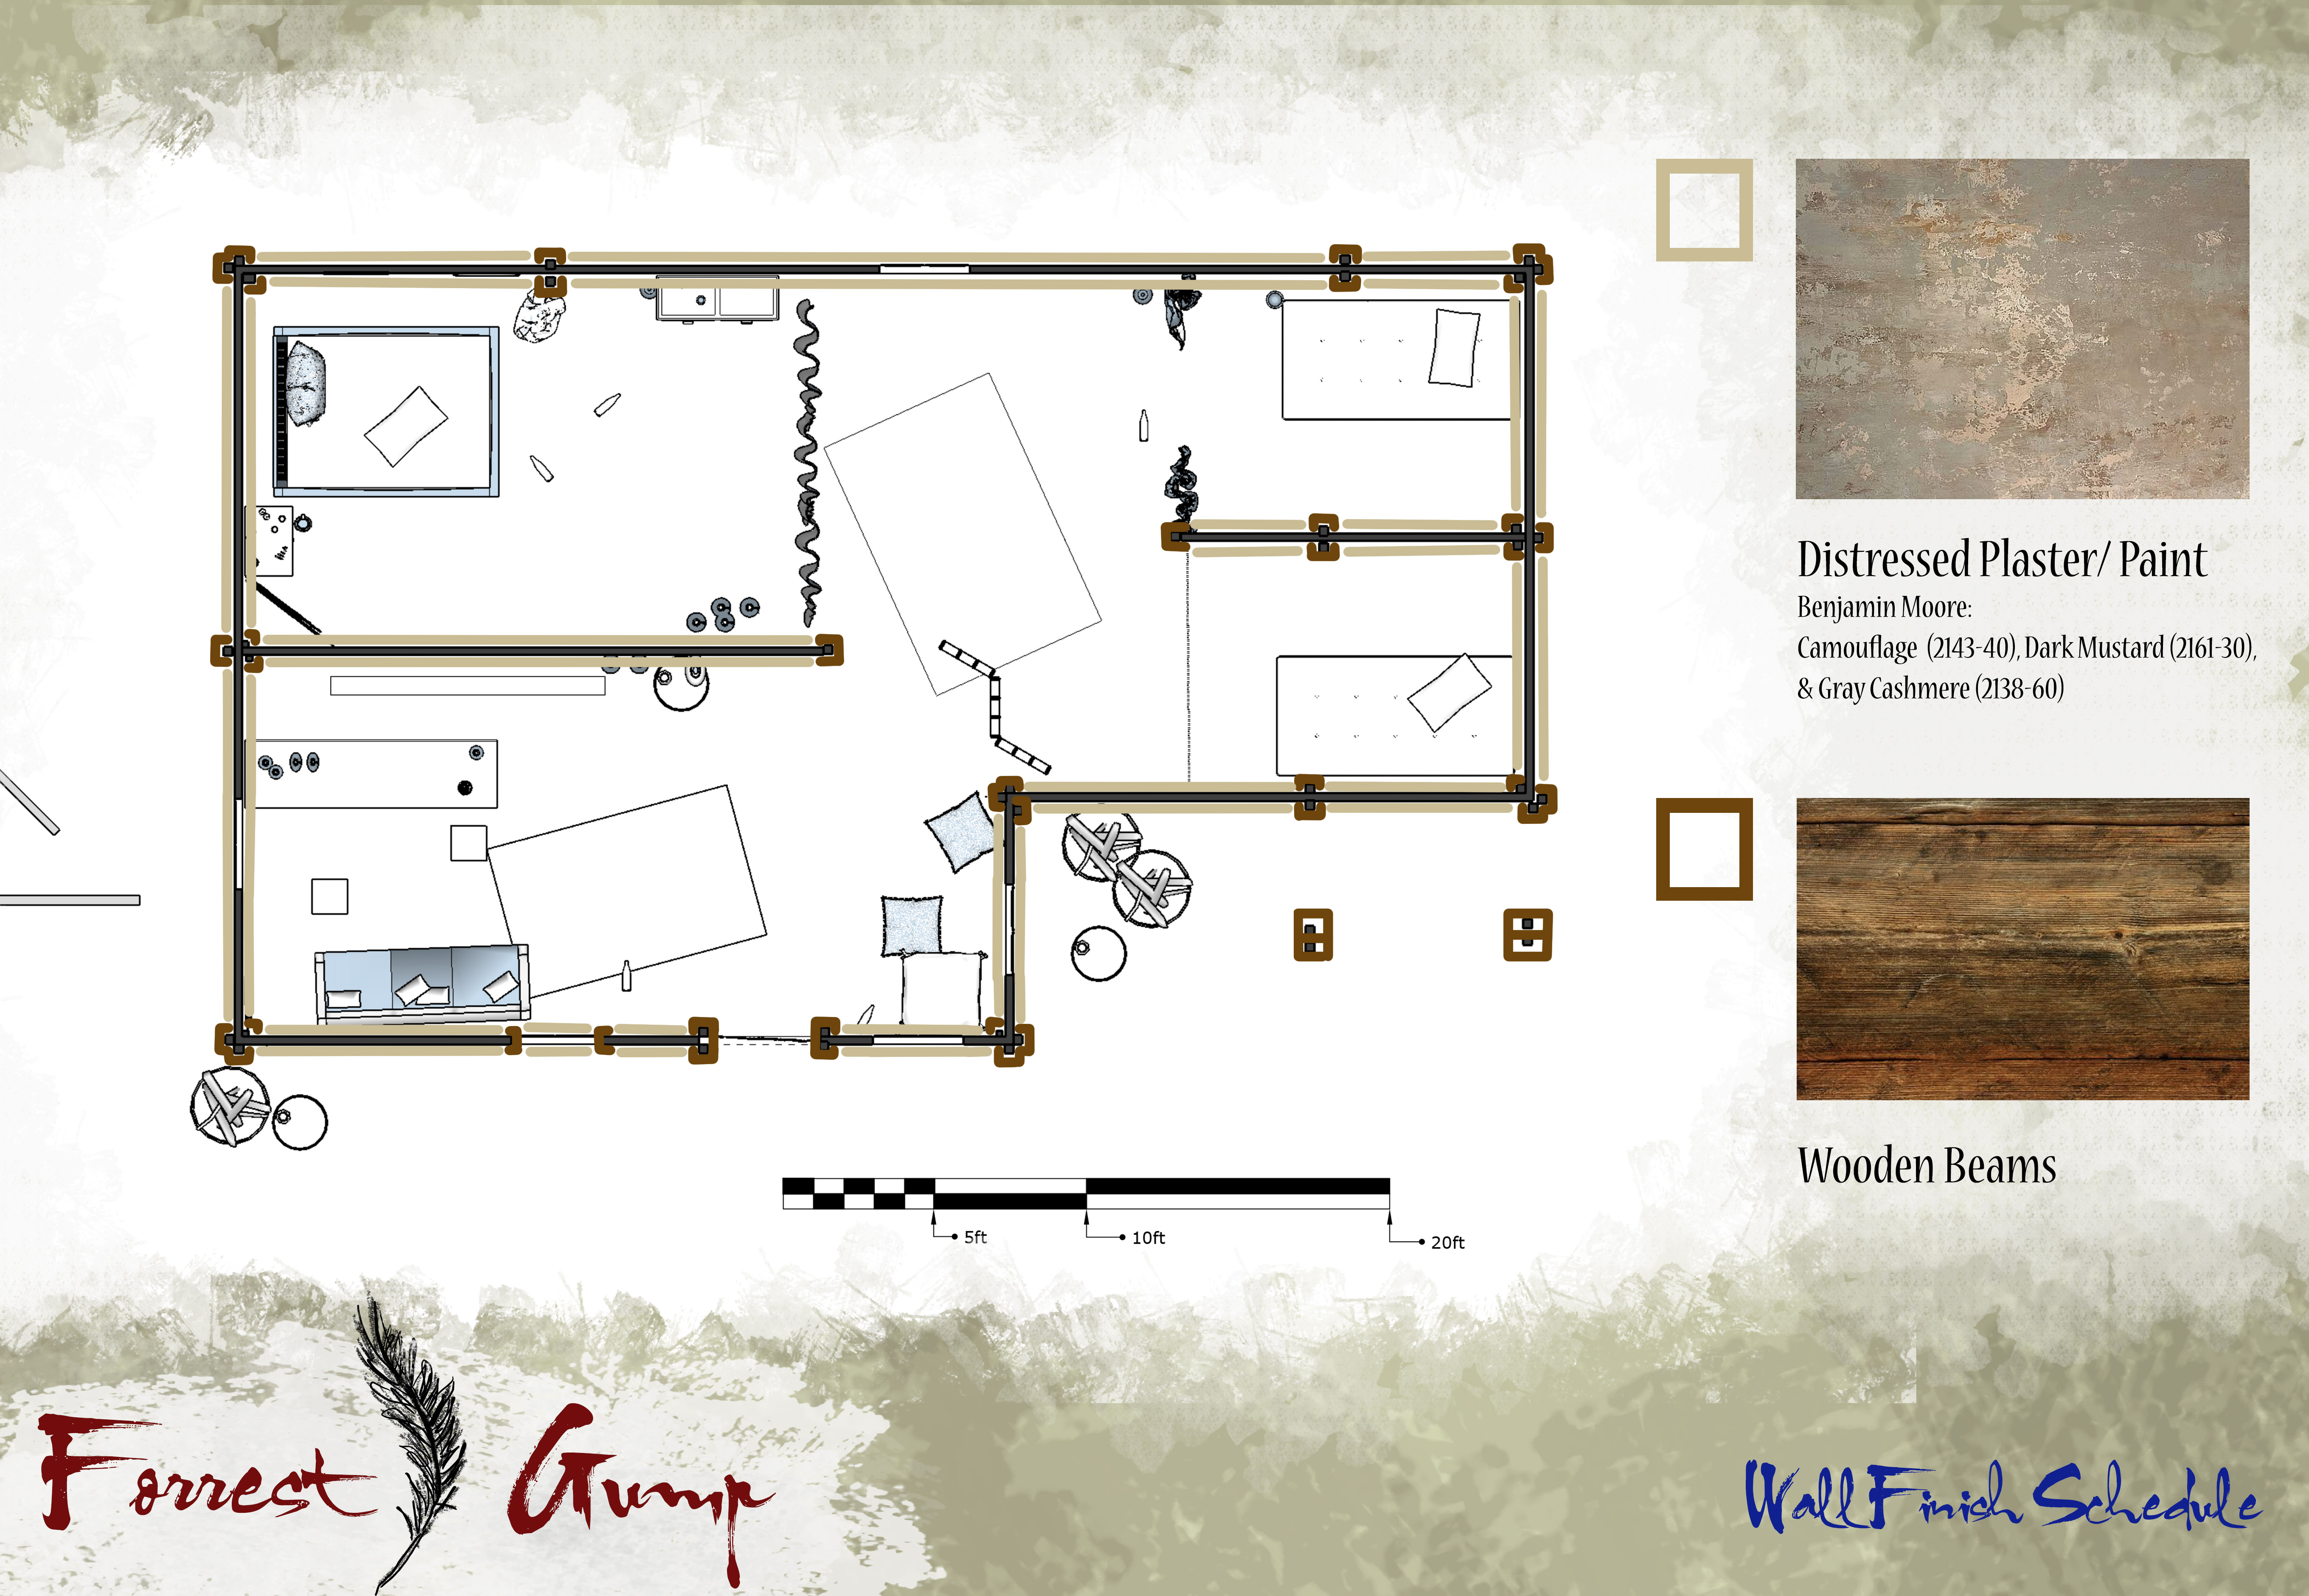 Distressed Plaster/ Paint
Benjamin Moore:
Camouflage (2143-40), Dark Mustard (2161-30),
& Gray Cashmere (2138-60)
Wooden Beams
5ft
10ft
20ft
Forrest Gump
Wall Finish Schedule